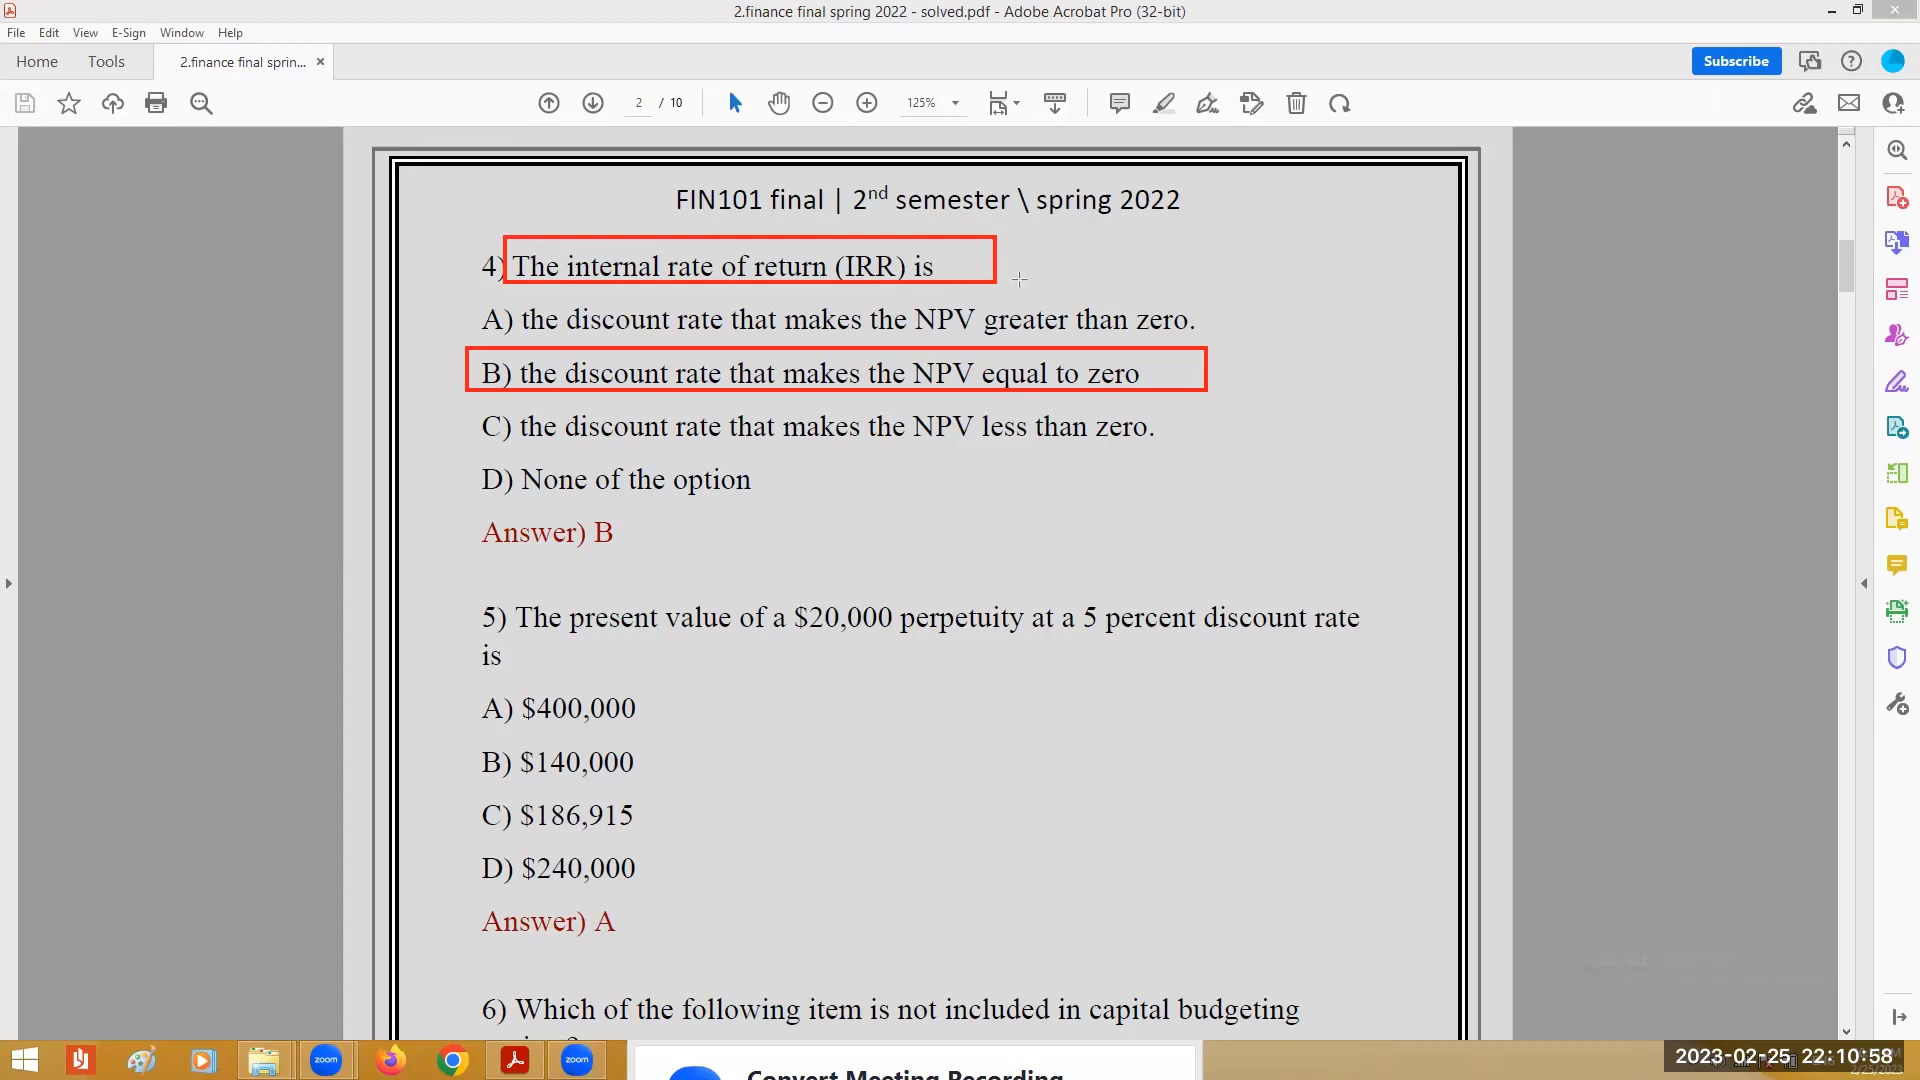 2.finance final spring 2022 - solved.pdf - Adobe Acrobat Pro (32-bit)
File Edit View E-Sign Window Help
Home Tools 2.finance final sprin... ×
Subscribe
2 / 10 125%
FIN101 final | 2nd semester \ spring 2022
4) The internal rate of return (IRR) is
A) the discount rate that makes the NPV greater than zero.
B) the discount rate that makes the NPV equal to zero
C) the discount rate that makes the NPV less than zero.
D) None of the option
Answer) B
5) The present value of a $20,000 perpetuity at a 5 percent discount rate
is
A) $400,000
B) $140,000
C) $186,915
D) $240,000
Answer) A
6) Which of the following item is not included in capital budgeting
zoom zoom
Convert Meeting Recording
2023-02-25 22:10:58
2/25/2023